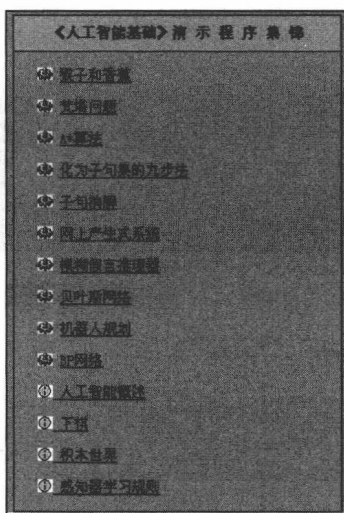 《人工智能基础》演示程序集锦
猴子和香蕉
梵塔问题
A*算法
化为子句集的九步法
子句消解
网上产生式系统
模糊假言推理器
贝叶斯网络
机器人规划
BP网络
人工智能概述
下棋
积木世界
感知器学习规则